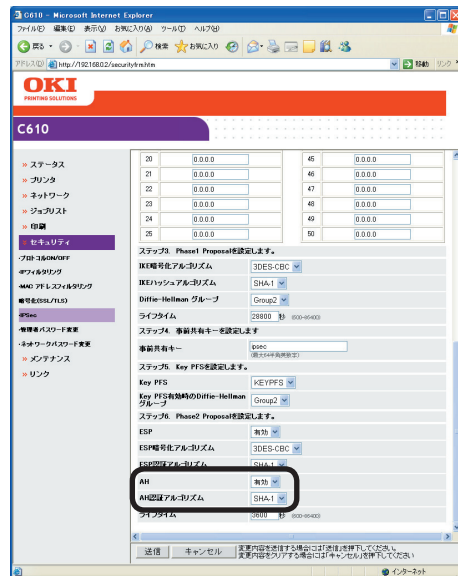 C610 - Microsoft Internet Explorer
ファイル(F) 編集(E) 表示(V) お気に入り(A) ツール(T) ヘルプ(H)
戻る 検索 お気に入り
アドレス(D) http://192.168.0.2/securityfrm.htm 移動 リンク
OKI
PRINTING SOLUTIONS
C610
ステータス
プリンタ
ネットワーク
ジョブリスト
印刷
セキュリティ
・プロトコルON/OFF
・IPフィルタリング
・MAC アドレスフィルタリング
・暗号化(SSL/TLS)
・IPSec
・管理者パスワード変更
・ネットワークパスワード変更
メンテナンス
リンク
20 0.0.0.0 45 0.0.0.0
21 0.0.0.0 46 0.0.0.0
22 0.0.0.0 47 0.0.0.0
23 0.0.0.0 48 0.0.0.0
24 0.0.0.0 49 0.0.0.0
25 0.0.0.0 50 0.0.0.0
ステップ3. Phase1 Proposalを設定します。
IKE暗号化アルゴリズム 3DES-CBC
IKEハッシュアルゴリズム SHA-1
Diffie-Hellman グループ Group2
ライフタイム 28800 秒 (600-86400)
ステップ4. 事前共有キーを設定します
事前共有キー ipsec
(最大64半角英数字)
ステップ5. Key PFSを設定します。
Key PFS KEYPFS
Key PFS有効時のDiffie-Hellman グループ Group2
ステップ6. Phase2 Proposalを設定します。
ESP 有効
ESP暗号化アルゴリズム 3DES-CBC
ESP認証アルゴリズム SHA-1
AH 有効
AH認証アルゴリズム SHA-1
ライフタイム 3600 秒 (600-86400)
送信 キャンセル 変更内容を送信する場合には「送信」を押下してください。
変更内容をクリアする場合には「キャンセル」を押下してください
インターネット